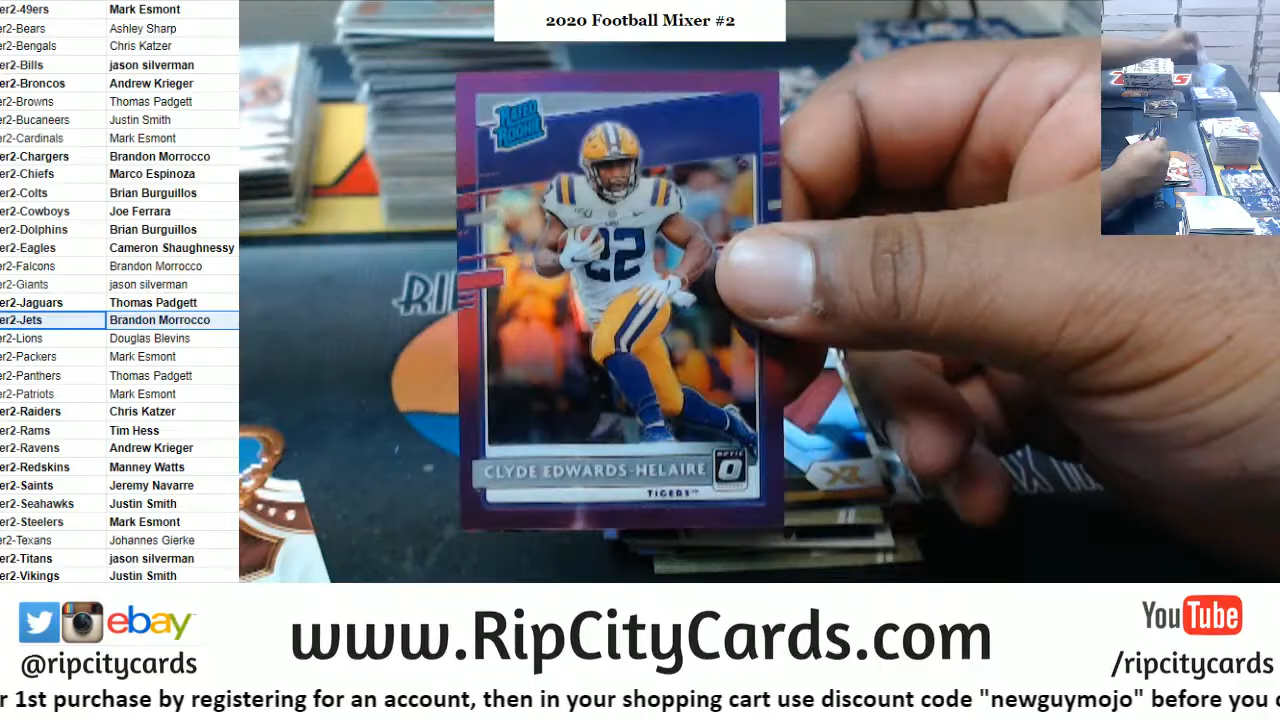 er2-49ers Mark Esmont
er2-Bears Ashley Sharp
er2-Bengals Chris Katzer
er2-Bills jason silverman
er2-Broncos Andrew Krieger
er2-Browns Thomas Padgett
er2-Bucaneers Justin Smith
er2-Cardinals Mark Esmont
er2-Chargers Brandon Morrocco
er2-Chiefs Marco Espinoza
er2-Colts Brian Burguillos
er2-Cowboys Joe Ferrara
er2-Dolphins Brian Burguillos
er2-Eagles Cameron Shaughnessy
er2-Falcons Brandon Morrocco
er2-Giants jason silverman
er2-Jaguars Thomas Padgett
er2-Jets Brandon Morrocco
er2-Lions Douglas Blevins
er2-Packers Mark Esmont
er2-Panthers Thomas Padgett
er2-Patriots Mark Esmont
er2-Raiders Chris Katzer
er2-Rams Tim Hess
er2-Ravens Andrew Krieger
er2-Redskins Manney Watts
er2-Saints Jeremy Navarre
er2-Seahawks Justin Smith
er2-Steelers Mark Esmont
er2-Texans Johannes Gierke
er2-Titans jason silverman
er2-Vikings Justin Smith
2020 Football Mixer #2
RATED
ROOKIE
22
CLYDE EDWARDS-HELAIRE
OPTIC
TIGERS™
RI
XR
ebay
@ripcitycards
www.RipCityCards.com
YouTube
/ripcitycards
r 1st purchase by registering for an account, then in your shopping cart use discount code "newguymojo" before you c